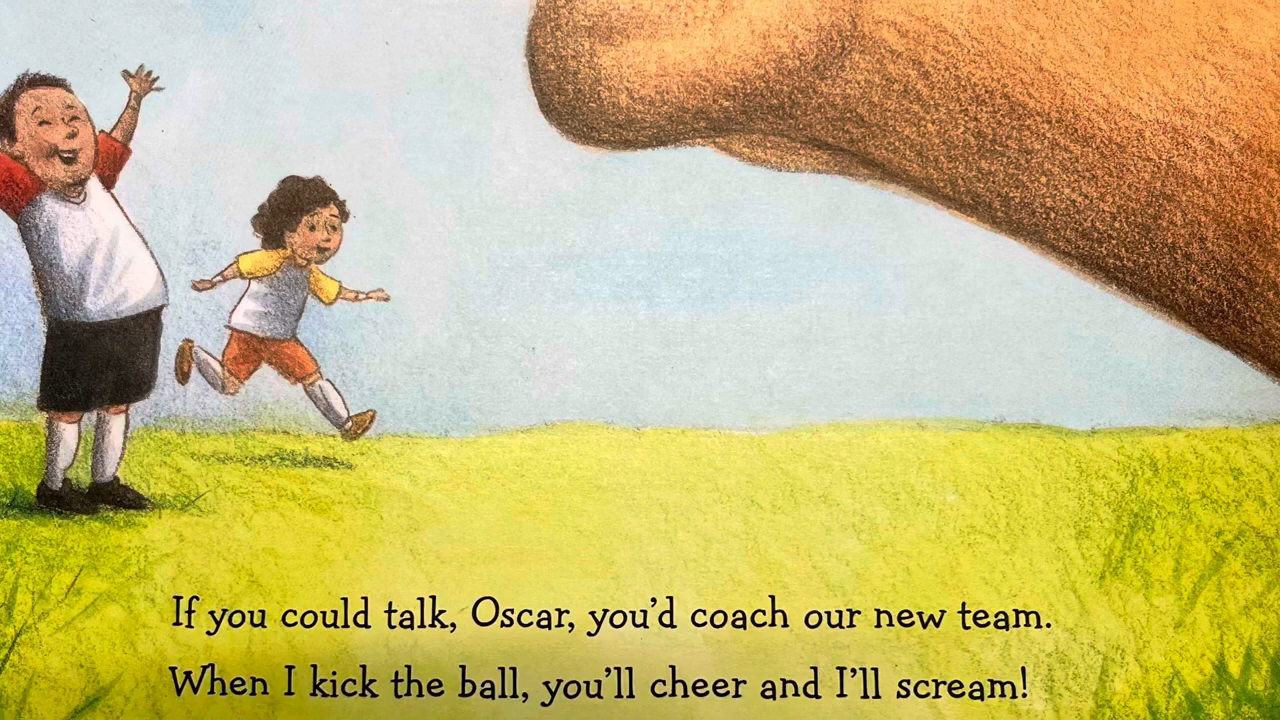 If you could talk, Oscar, you'd coach our new team.
When I kick the ball, you'll cheer and I'll scream!